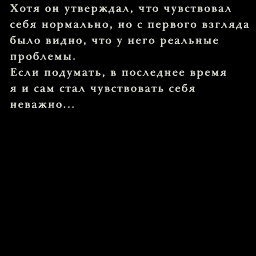 Хотя он утверждал, что чувствовал
себя нормально, но с первого взгляда
было видно, что у него реальные
проблемы.
Если подумать, в последнее время
я и сам стал чувствовать себя
неважно...